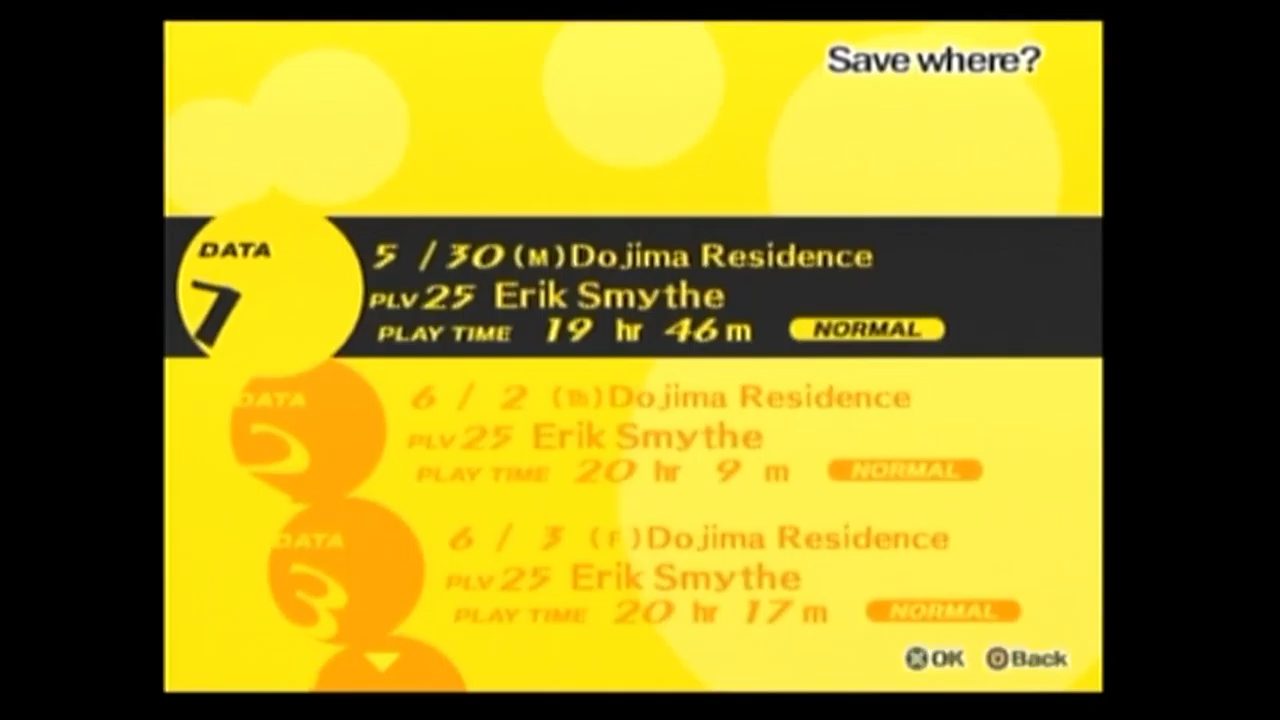 Save where?
DATA
1
5 / 30 (M) Dojima Residence
PLV 25 Erik Smythe
PLAY TIME 19 hr 46 m NORMAL
DATA
2
6 / 2 (Th) Dojima Residence
PLV 25 Erik Smythe
PLAY TIME 20 hr 9 m NORMAL
DATA
3
6 / 3 (F) Dojima Residence
PLV 25 Erik Smythe
PLAY TIME 20 hr 17 m NORMAL
OK Back